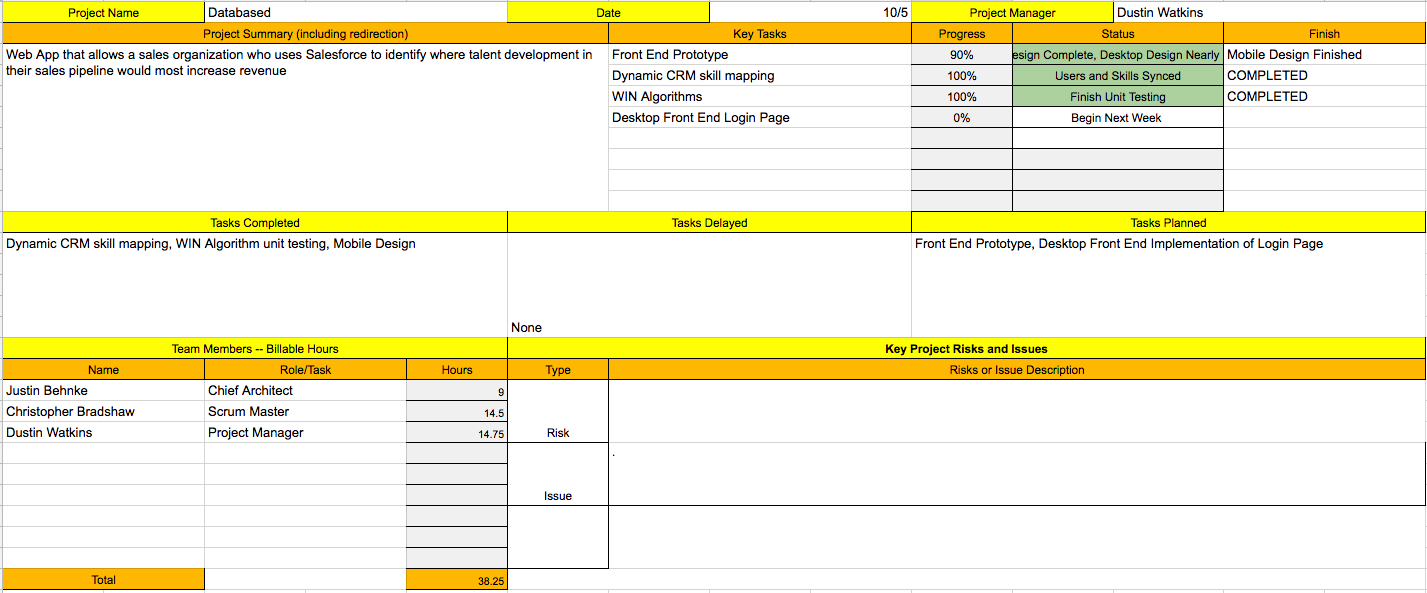 Project Name Databased Date 10/5 Project Manager Dustin Watkins
Project Summary (including redirection) Key Tasks Progress Status Finish
Web App that allows a sales organization who uses Salesforce to identify where talent development in
their sales pipeline would most increase revenue
Front End Prototype 90% esign Complete, Desktop Design Nearly Mobile Design Finished
Dynamic CRM skill mapping 100% Users and Skills Synced COMPLETED
WIN Algorithms 100% Finish Unit Testing COMPLETED
Desktop Front End Login Page 0% Begin Next Week
Tasks Completed Tasks Delayed Tasks Planned
Dynamic CRM skill mapping, WIN Algorithm unit testing, Mobile Design
None
Front End Prototype, Desktop Front End Implementation of Login Page
Team Members -- Billable Hours Key Project Risks and Issues
Name Role/Task Hours Type Risks or Issue Description
Justin Behnke Chief Architect 9
Christopher Bradshaw Scrum Master 14.5
Dustin Watkins Project Manager 14.75 Risk
.
Issue
Total 38.25